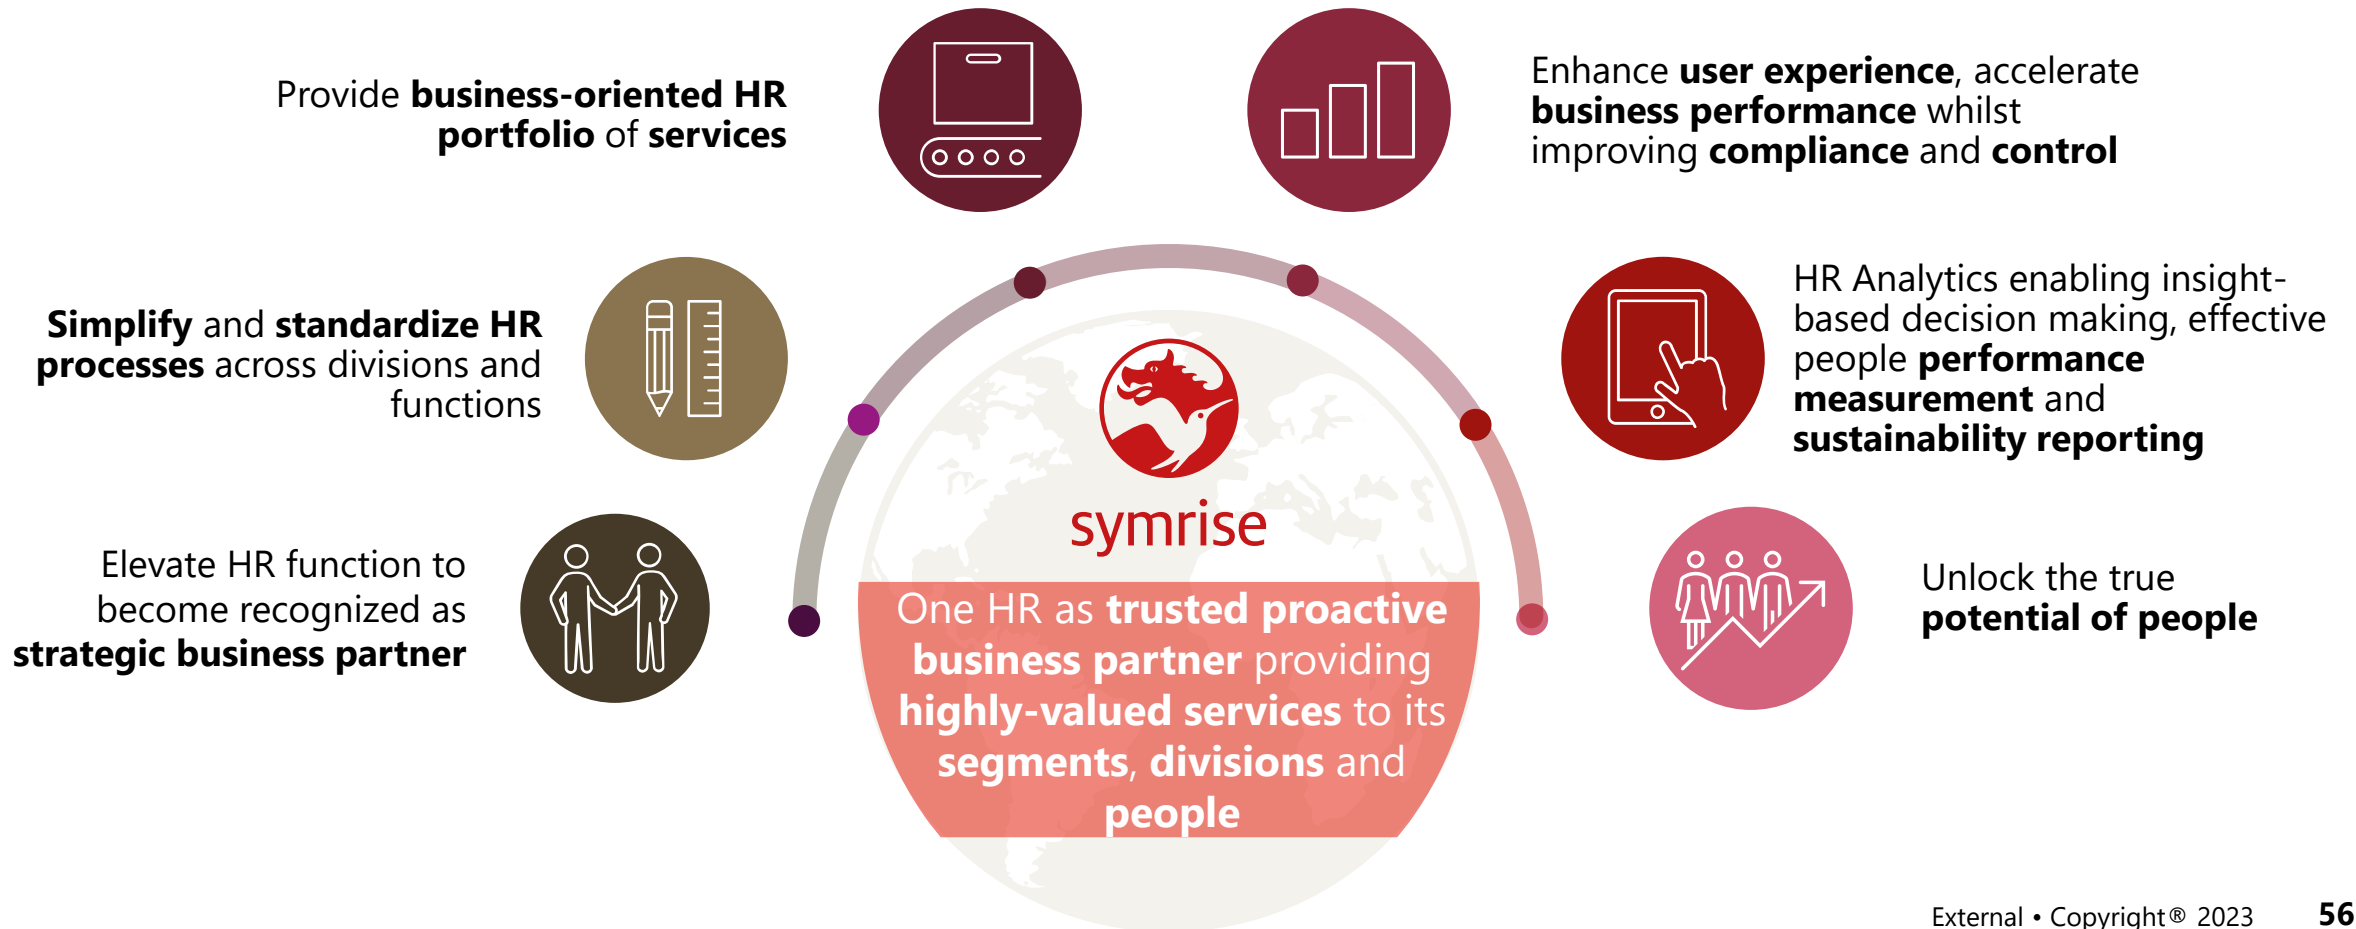 Provide business-oriented HR
portfolio of services
Enhance user experience, accelerate
business performance whilst
improving compliance and control
Simplify and standardize HR
processes across divisions and
functions
HR Analytics enabling insight-
based decision making, effective
people performance
measurement and
sustainability reporting
Elevate HR function to
become recognized as
strategic business partner
symrise
One HR as trusted proactive
business partner providing
highly-valued services to its
segments, divisions and
people
Unlock the true
potential of people
External • Copyright® 2023 56